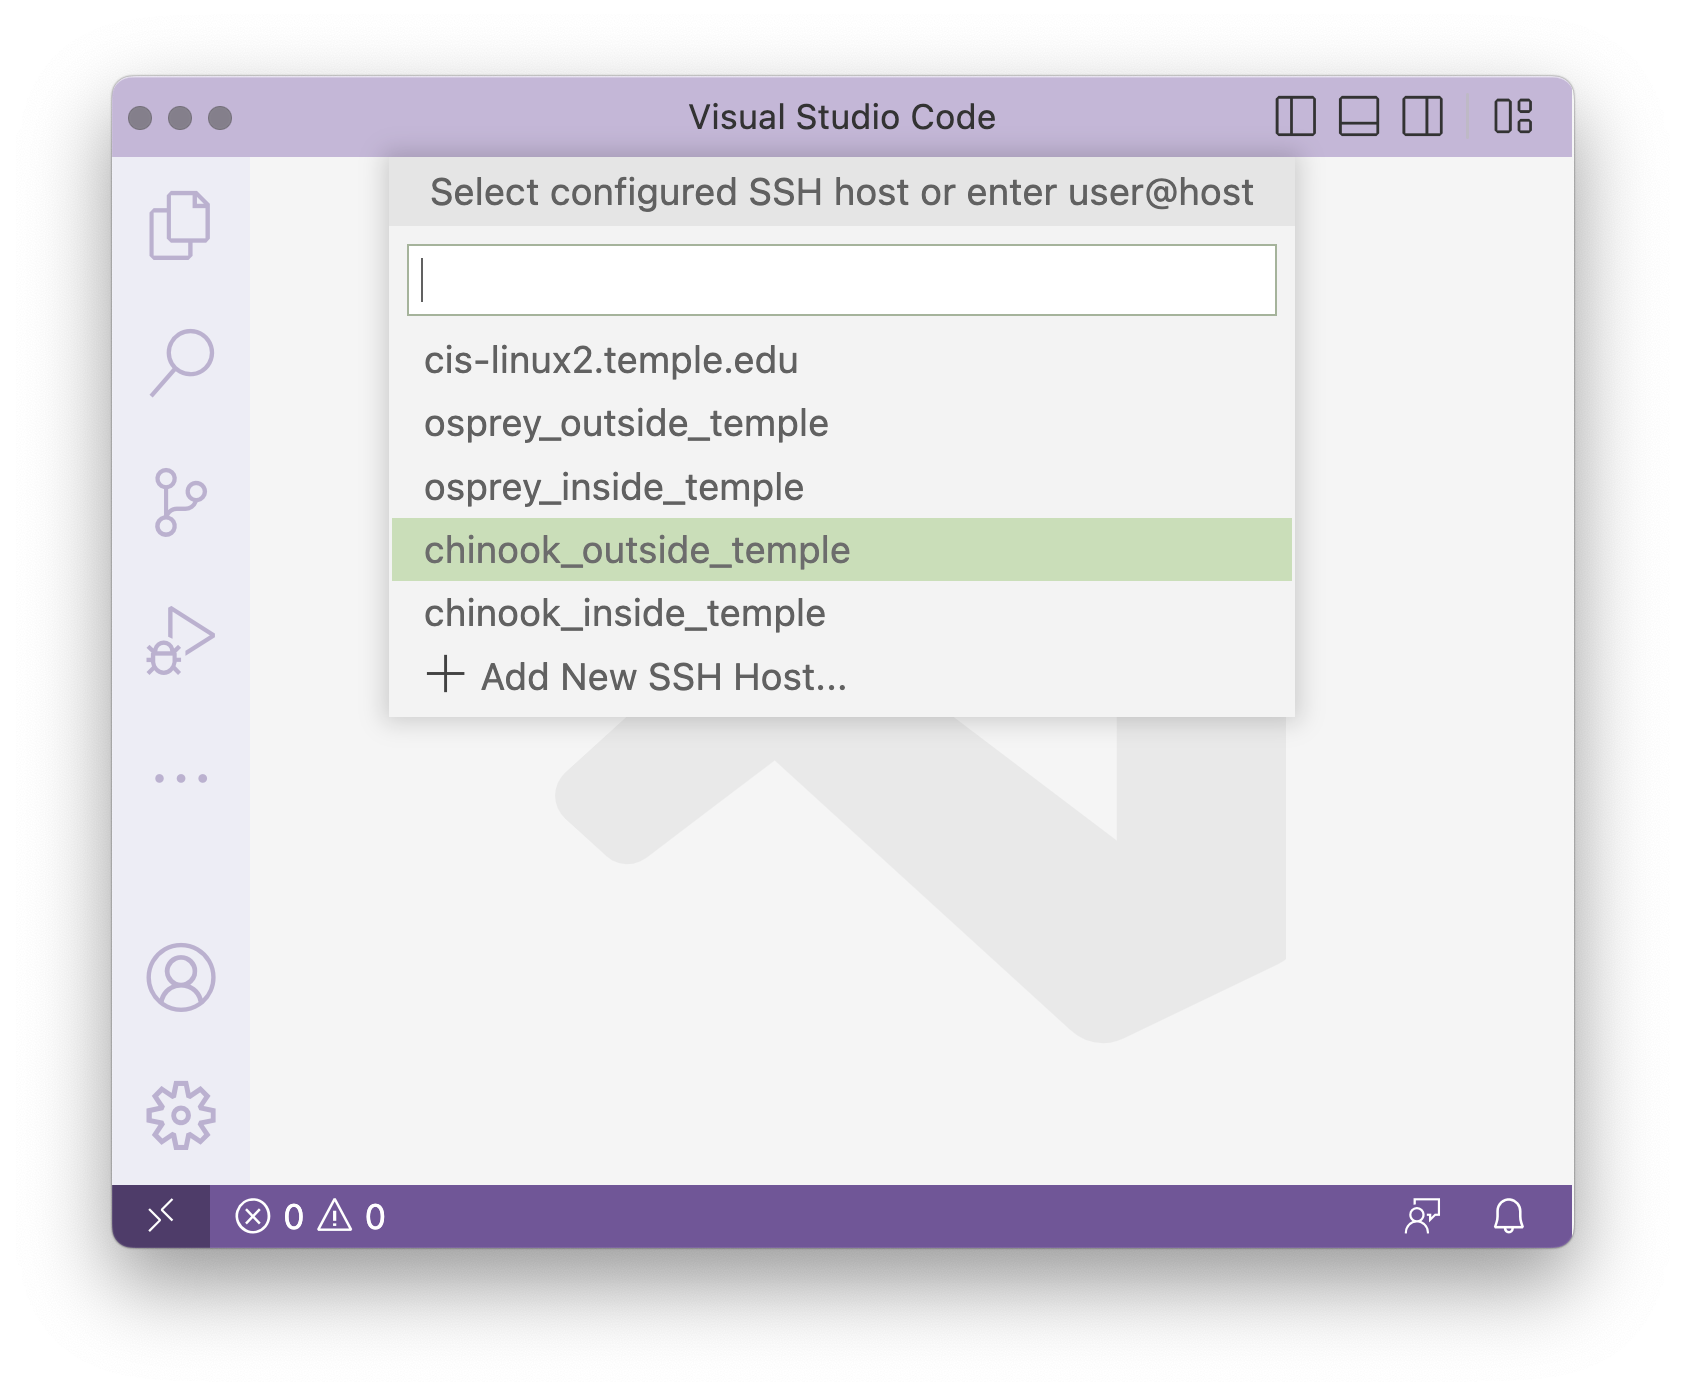 Visual Studio Code
Select configured SSH host or enter user@host
cis-linux2.temple.edu
osprey_outside_temple
osprey_inside_temple
chinook_outside_temple
chinook_inside_temple
Add New SSH Host...
0 0